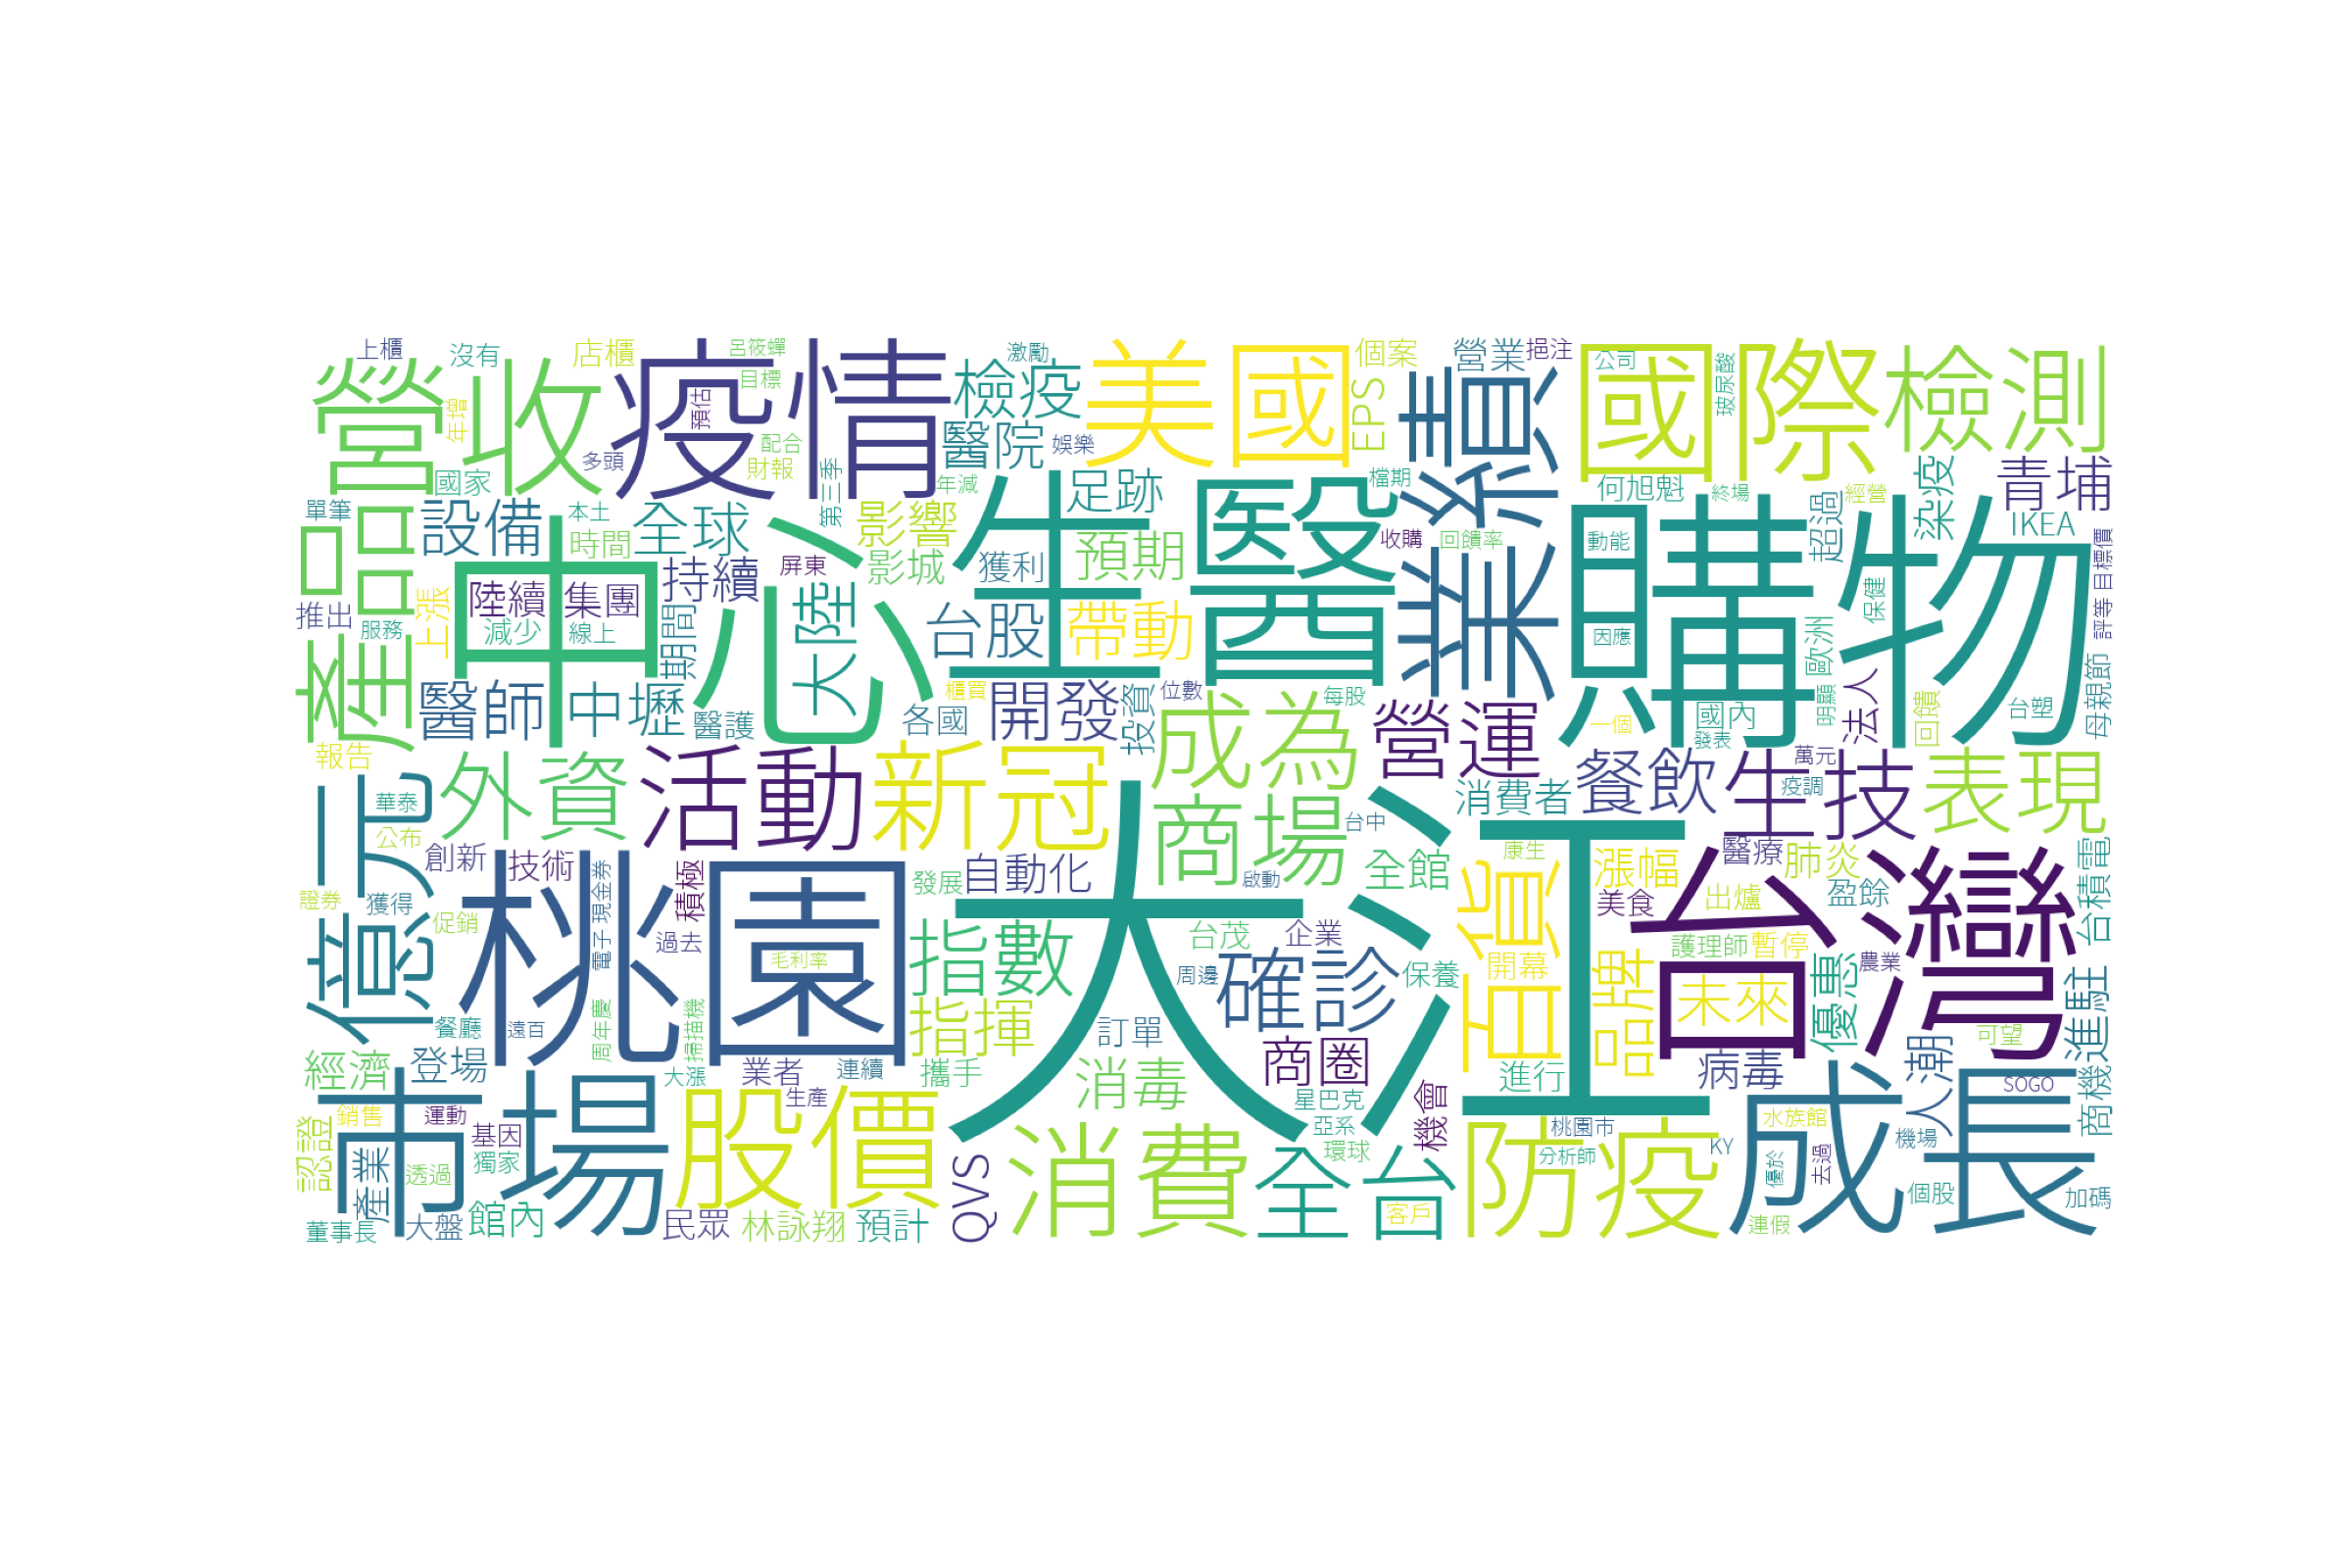 大江
購物
中心
生醫
台灣
桃園
疫情
市場
成長
營收
產品
業績
億元
美國
國際
檢測
股價
消費
防疫
百貨
活動
新冠
外資
全台
生技
表現
成為
商場
營運
確診
指數
指揮
品牌
開發
帶動
設備
全球
持續
檢疫
醫院
足跡
影響
影城
預期
台股
大陸
醫師
中壢
期間
陸續
集團
減少
線上
服務
推出
上漲
國家
單筆
本土
時間
上櫃
沒有
店櫃
呂筱蟬
目標
預估
配合
財報
多頭
年增
第三季
年減
激勵
娛樂
屏東
獲利
個案
EPS
營業
挹注
公司
玻尿酸
何旭魁
終場
經營
檔期
收購
回饋率
動能
因應
超過
染疫
青埔
IKEA
目標價
評等
保健
歐洲
明顯
法人
回饋
台塑
母親節
國內
發表
一個
每股
位數
投資
各國
櫃買
醫護
報告
華泰
公布
創新
技術
證券
獲得
促銷
積極
過去
電子
現金券
毛利率
自動化
發展
啟動
全館
台中
消費者
餐飲
萬元
疫調
康生
漲幅
醫療
肺炎
美食
出爐
盈餘
護理師
暫停
農業
開幕
未來
優惠
台積電
進駐
商機
人潮
可望
病毒
SOGO
水族館
機場
KY
去過
優於
個股
加碼
連假
分析師
桃園市
進行
保養
企業
台茂
周邊
訂單
商圈
機會
星巴克
亞系
環球
客戶
消毒
攜手
連續
業者
生產
大漲
掃描機
周年慶
遠百
餐廳
登場
經濟
銷售
運動
基因
獨家
透過
認證
產業
董事長
大盤
館內
民眾
林詠翔
預計
QVS